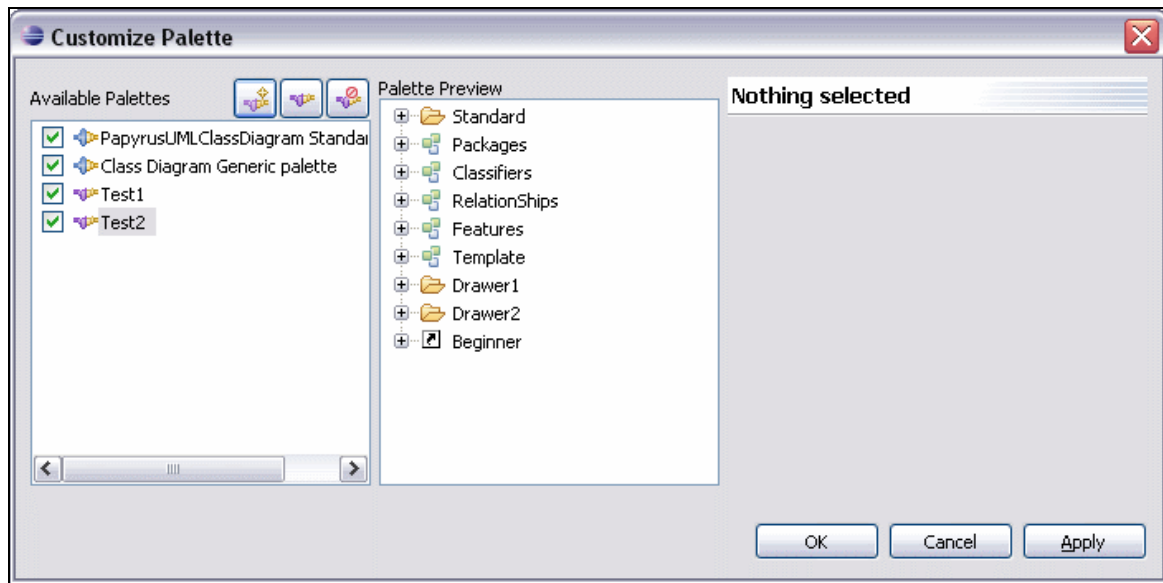 Customize Palette
Available Palettes
PapyrusUMLClassDiagram Standa
Class Diagram Generic palette
Test1
Test2
Palette Preview
Standard
Packages
Classifiers
RelationShips
Features
Template
Drawer1
Drawer2
Beginner
Nothing selected
OK
Cancel
Apply